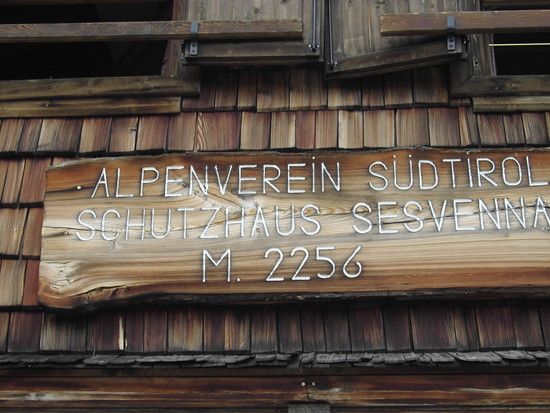 ALPENVEREIN SÜDTIROL
SCHUTZHAUS SESVENNA
M. 2256